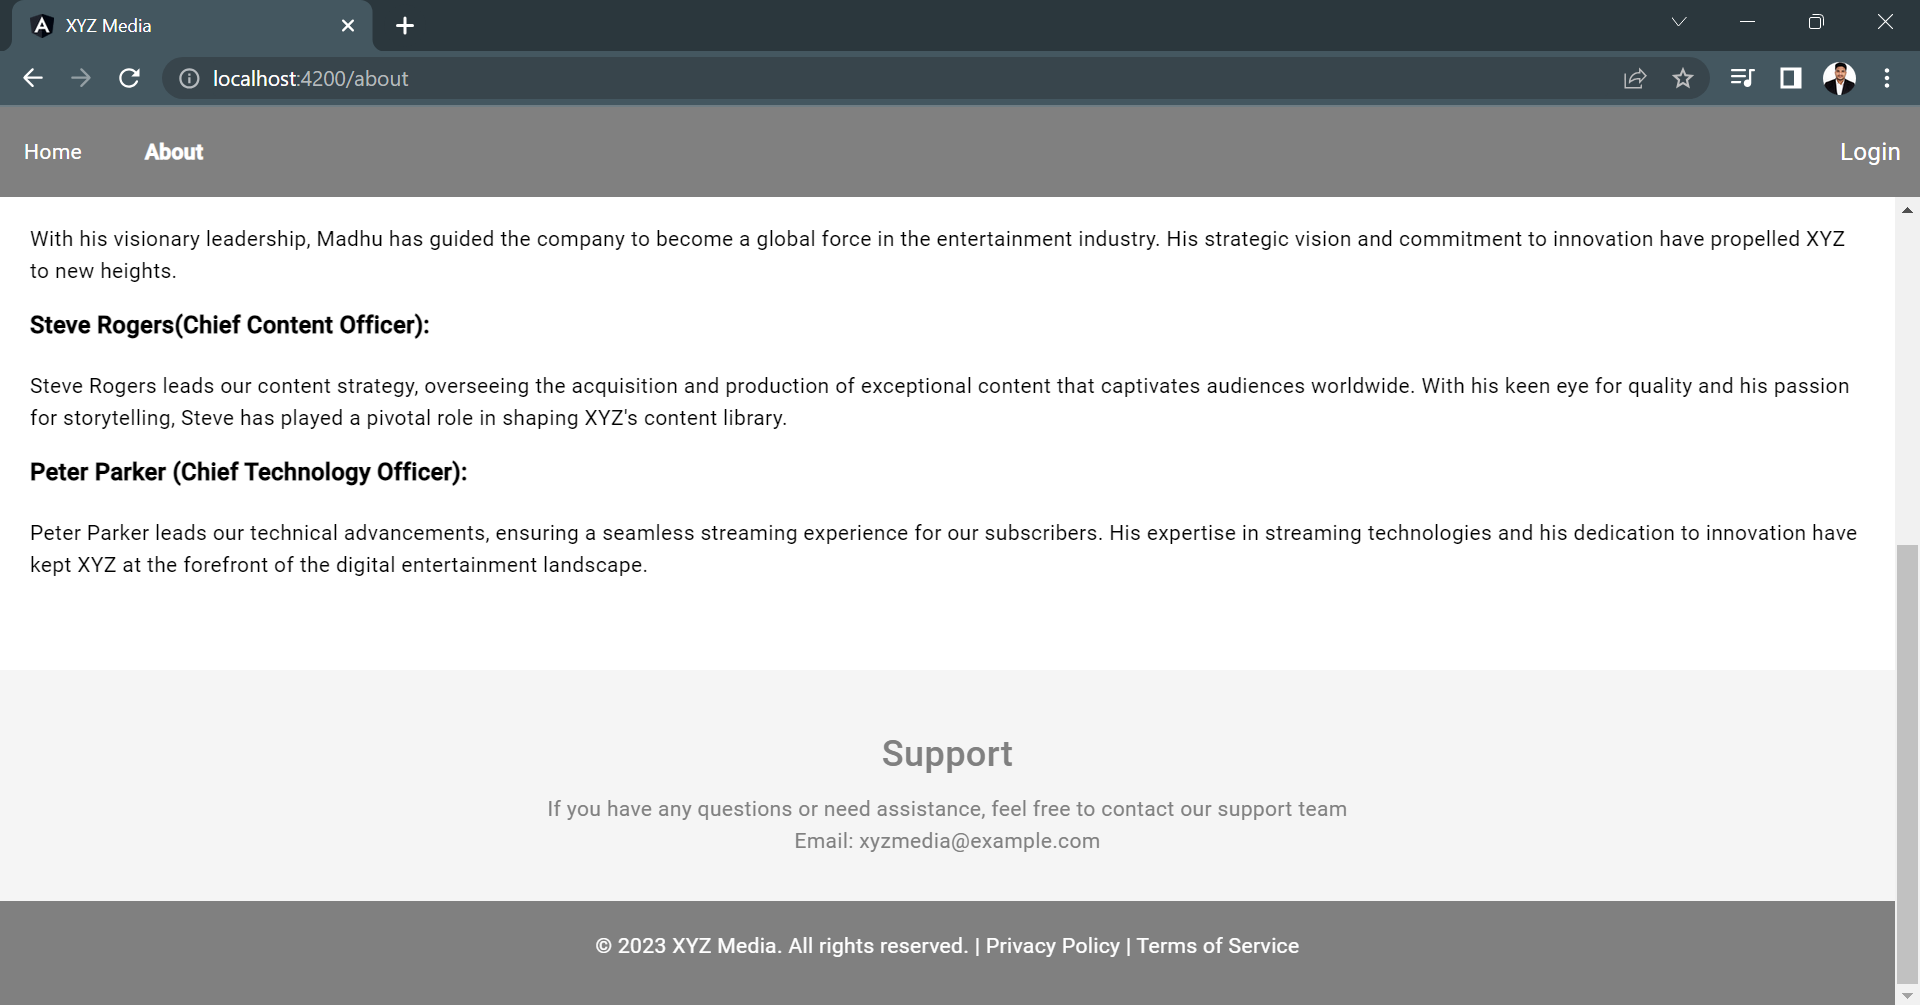 XYZ Media
localhost:4200/about
Home About Login
With his visionary leadership, Madhu has guided the company to become a global force in the entertainment industry. His strategic vision and commitment to innovation have propelled XYZ
to new heights.
Steve Rogers(Chief Content Officer):
Steve Rogers leads our content strategy, overseeing the acquisition and production of exceptional content that captivates audiences worldwide. With his keen eye for quality and his passion
for storytelling, Steve has played a pivotal role in shaping XYZ's content library.
Peter Parker (Chief Technology Officer):
Peter Parker leads our technical advancements, ensuring a seamless streaming experience for our subscribers. His expertise in streaming technologies and his dedication to innovation have
kept XYZ at the forefront of the digital entertainment landscape.
Support
If you have any questions or need assistance, feel free to contact our support team
Email: xyzmedia@example.com
© 2023 XYZ Media. All rights reserved. | Privacy Policy | Terms of Service